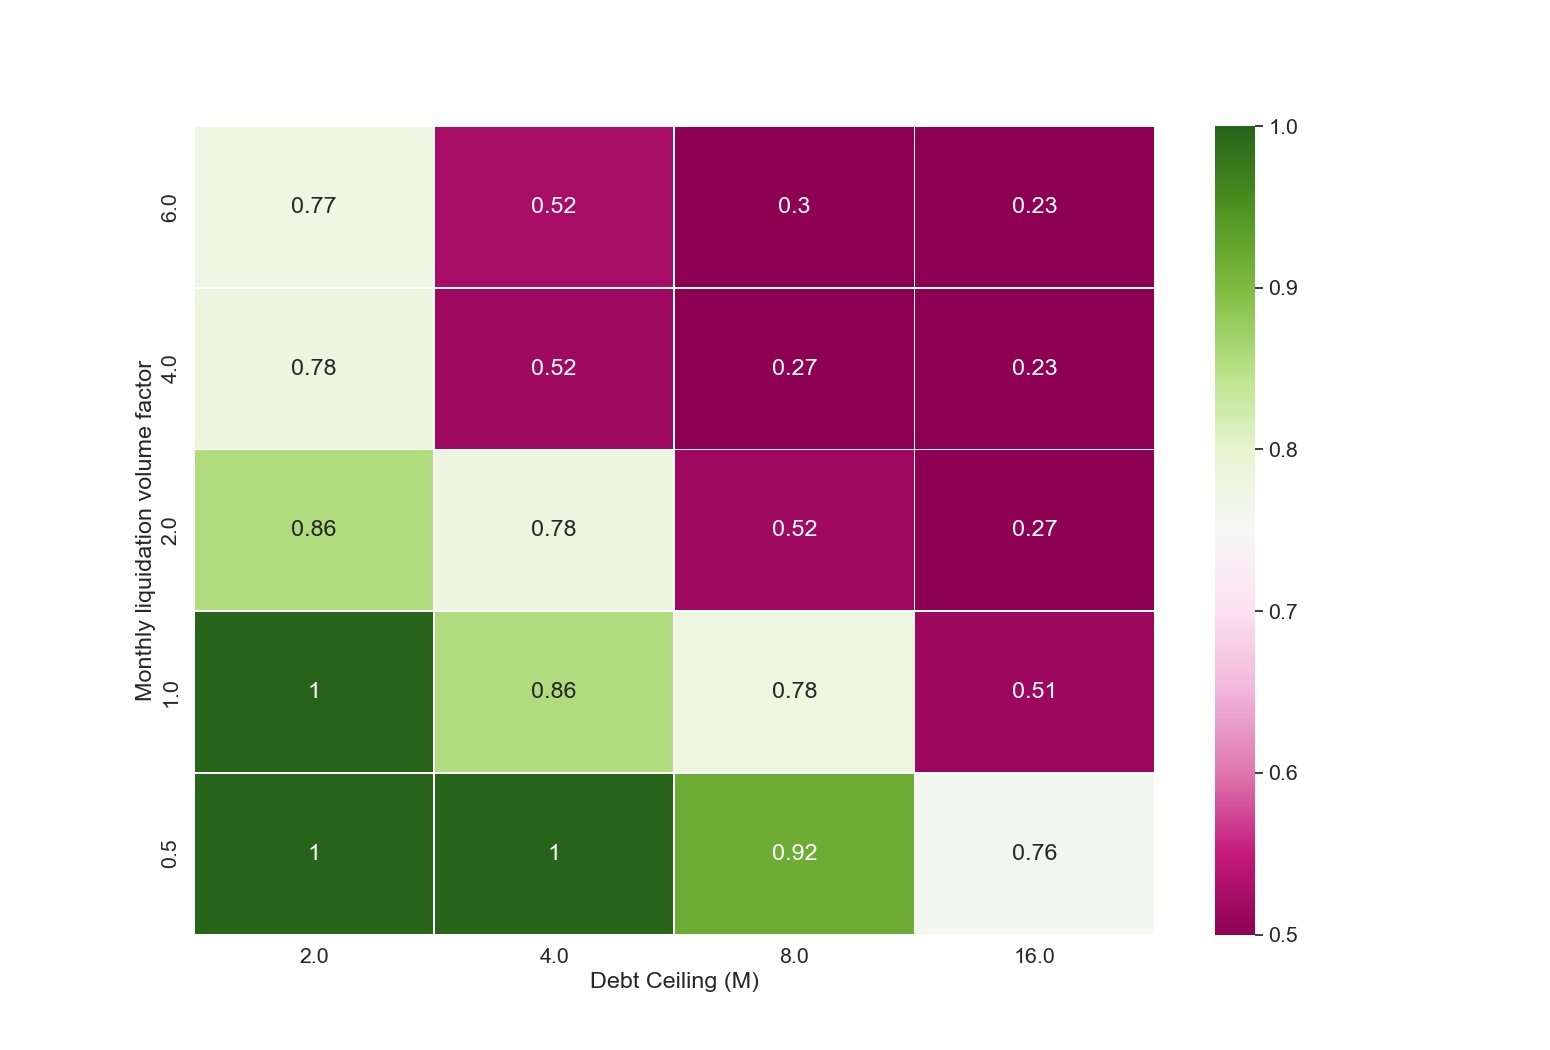 Monthly liquidation volume factor
6.0 0.77 0.52 0.3 0.23
4.0 0.78 0.52 0.27 0.23
2.0 0.86 0.78 0.52 0.27
1.0 1 0.86 0.78 0.51
0.5 1 1 0.92 0.76
2.0 4.0 8.0 16.0
Debt Ceiling (M)
1.0
0.9
0.8
0.7
0.6
0.5